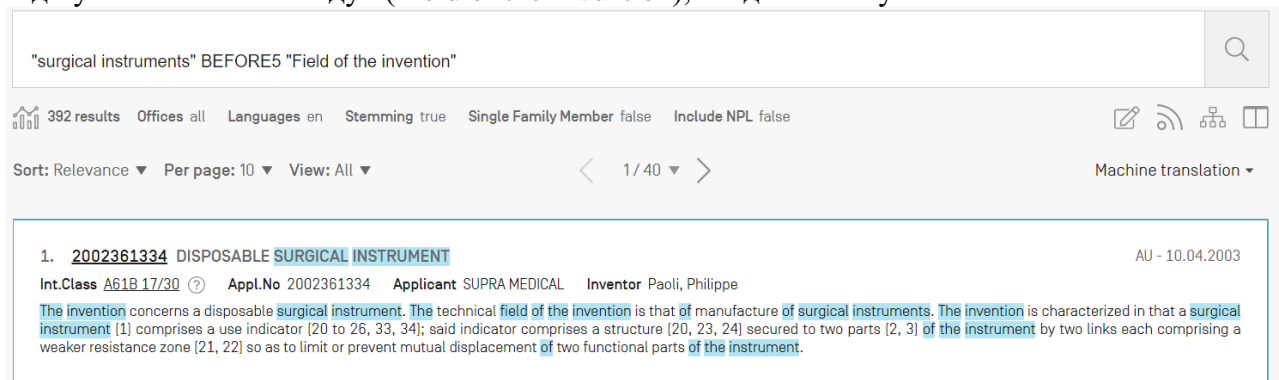 "surgical instruments" BEFORE5 "Field of the invention"
392 results Offices all Languages en Stemming true Single Family Member false Include NPL false
Sort: Relevance ▼ Per page: 10 ▼ View: All ▼ < 1 / 40 ▼ > Machine translation ▾
1. 2002361334 DISPOSABLE SURGICAL INSTRUMENT AU - 10.04.2003
Int.Class A61B 17/30 ? Appl.No 2002361334 Applicant SUPRA MEDICAL Inventor Paoli, Philippe
The invention concerns a disposable surgical instrument. The technical field of the invention is that of manufacture of surgical instruments. The invention is characterized in that a surgical
instrument [1] comprises a use indicator [20 to 26, 33, 34]; said indicator comprises a structure [20, 23, 24] secured to two parts [2, 3] of the instrument by two links each comprising a
weaker resistance zone [21, 22] so as to limit or prevent mutual displacement of two functional parts of the instrument.